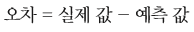 오차 = 실제 값 – 예측 값